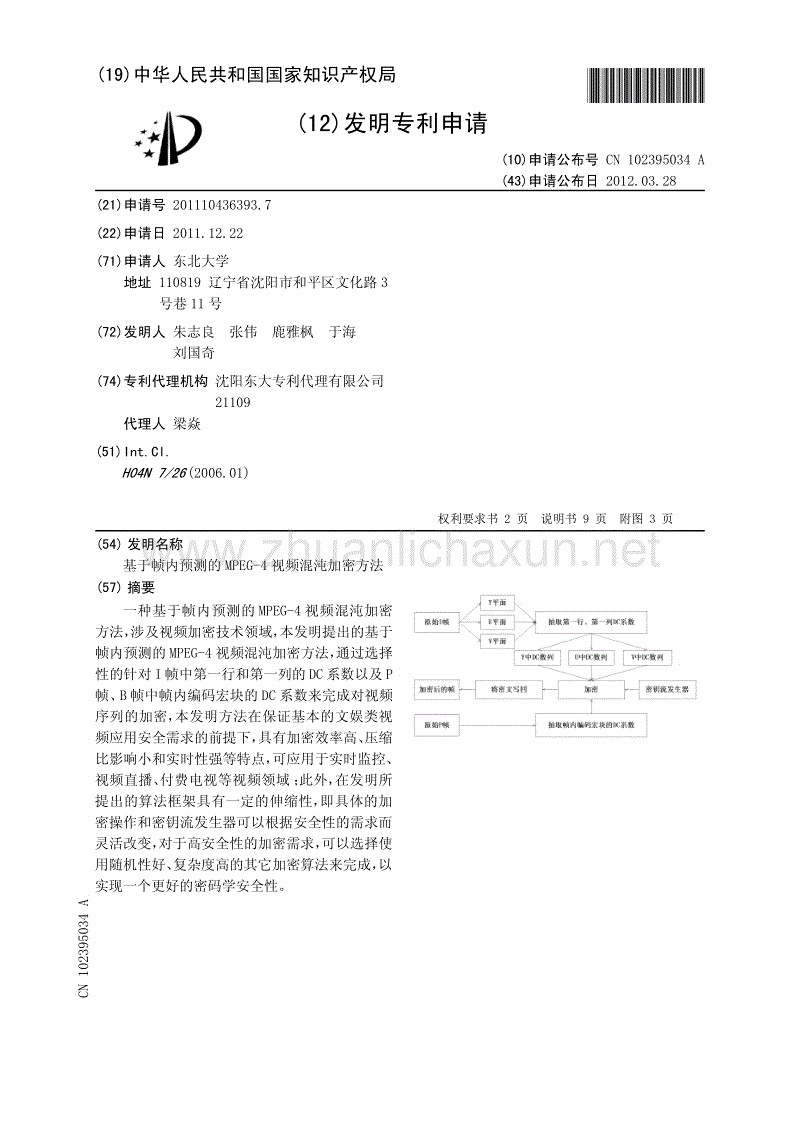 (19)中华人民共和国国家知识产权局
(12)发明专利申请
(10)申请公布号 CN 102395034 A
(43)申请公布日 2012.03.28
(21)申请号 201110436393.7
(22)申请日 2011.12.22
(71)申请人 东北大学
地址 110819 辽宁省沈阳市和平区文化路3
号巷11号
(72)发明人 朱志良 张伟 鹿雅枫 于海
刘国奇
(74)专利代理机构 沈阳东大专利代理有限公司
21109
代理人 梁焱
(51)Int.Cl.
H04N 7/26(2006.01)
权利要求书 2 页 说明书 9 页 附图 3 页
(54)发明名称
基于帧内预测的MPEG-4视频混沌加密方法
(57)摘要
一种基于帧内预测的MPEG-4视频混沌加密
方法,涉及视频加密技术领域,本发明提出的基于
帧内预测的MPEG-4视频混沌加密方法,通过选择
性的针对I帧中第一行和第一列的DC系数以及P
帧、B帧中帧内编码宏块的DC系数来完成对视频
序列的加密,本发明方法在保证基本的文娱类视
频应用安全需求的前提下,具有加密效率高、压缩
比影响小和实时性强等特点,可应用于实时监控、
视频直播、付费电视等视频领域;此外,在发明所
提出的算法框架具有一定的伸缩性,即具体的加
密操作和密钥流发生器可以根据安全性的需求而
灵活改变,对于高安全性的加密需求,可以选择使
用随机性好、复杂度高的其它加密算法来完成,以
实现一个更好的密码学安全性。
原始I帧
Y平面
U平面
V平面
抽取第一行、第一列DC系数
Y中DC数列
U中DC数列
V中DC数列
加密后的帧
将密文写回
加密
密钥流发生器
原始P帧
抽取帧内编码宏块的DC系数
www.zhuanlichaxun.net
CN 102395034 A